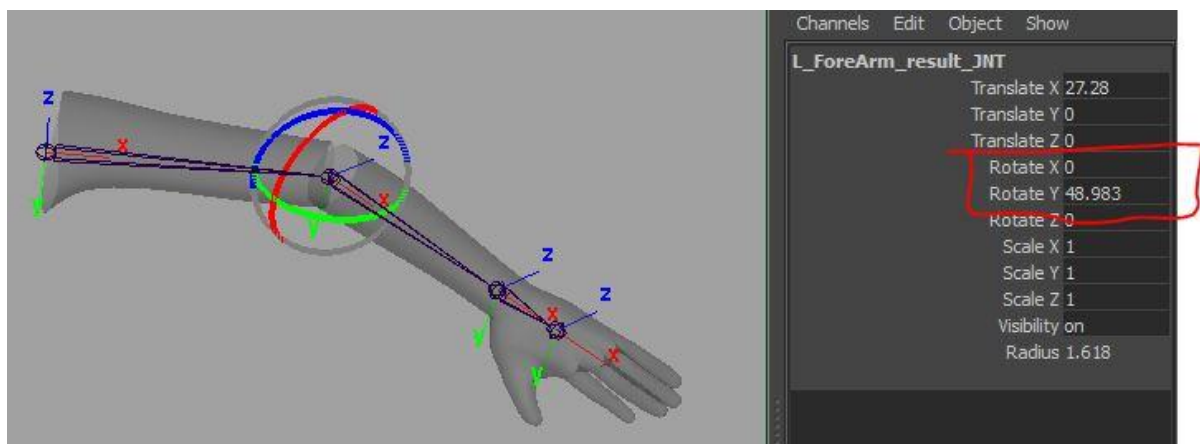 Channels Edit Object Show
L_ForeArm_result_JNT
Translate X 27.28
Translate Y 0
Translate Z 0
Rotate X 0
Rotate Y 48.983
Rotate Z 0
Scale X 1
Scale Y 1
Scale Z 1
Visibility on
Radius 1.618
z
x
y
z
x
y
z
x
y
z
x
y